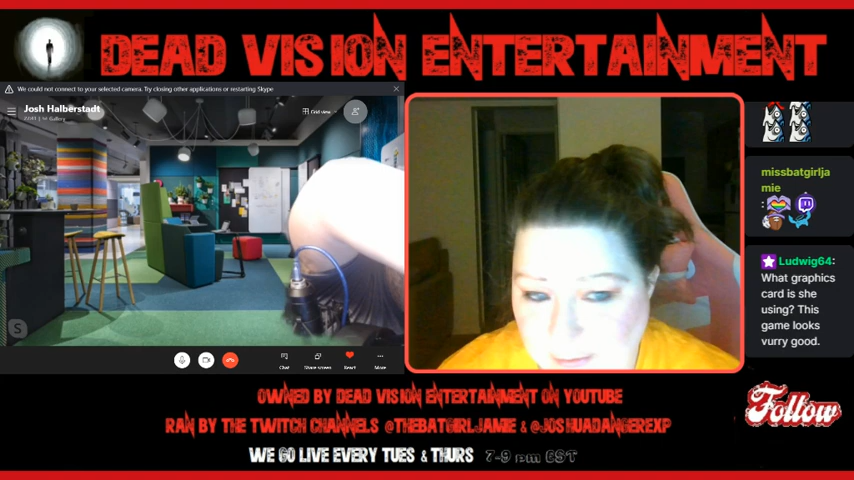 DEAD VISION ENTERTAINMENT
We could not connect to your selected camera. Try closing other applications or restarting Skype
Josh Halberstadt
Gallery
Grid view
missbatgirlja
mie
:
Ludwig64:
What graphics
card is she
using? This
game looks
vurry good.
S
Chat
Share screen
React
More
OWNED BY DEAD VISION ENTERTAINMENT ON YOUTUBE
RAN BY THE TWITCH CHANNELS @THEBATGIRLJAMIE & @JOSHUADANGEREXP
WE GO LIVE EVERY TUES & THURS 7-9 pm EST
Follow